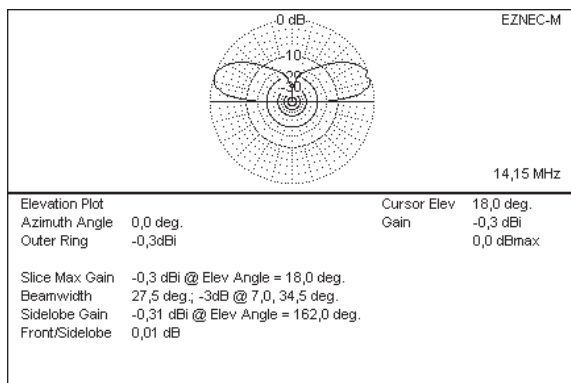 0 dB
EZNEC-M
-10
-20
-30
14,15 MHz
Elevation Plot
Cursor Elev 18,0 deg.
Azimuth Angle 0,0 deg.
Gain -0,3 dBi
Outer Ring -0,3dBi
0,0 dBmax
Slice Max Gain -0,3 dBi @ Elev Angle = 18,0 deg.
Beamwidth 27,5 deg.; -3dB @ 7,0, 34,5 deg.
Sidelobe Gain -0,31 dBi @ Elev Angle = 162,0 deg.
Front/Sidelobe 0,01 dB